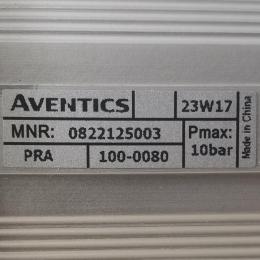 AVENTICS 23W17
MNR: 0822125003 Pmax:
PRA 100-0080 10bar
Made in China